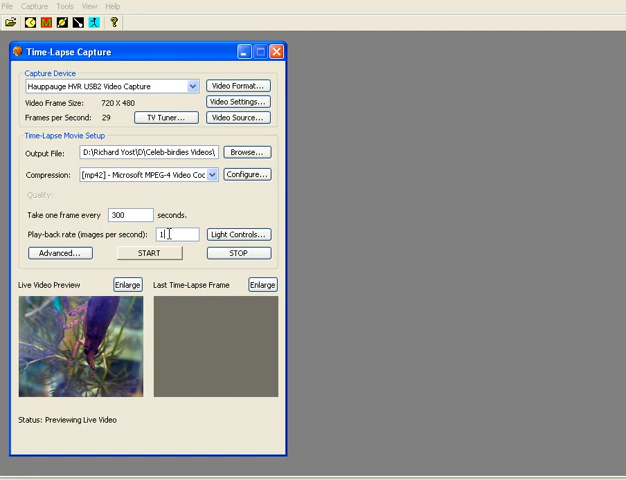 File Capture Tools View Help
M ?
Time-Lapse Capture
Capture Device
Hauppauge HVR USB2 Video Capture Video Format...
Video Frame Size: 720 X 480 Video Settings...
Frames per Second: 29 TV Tuner... Video Source...
Time-Lapse Movie Setup
Output File: D:\Richard Yost\D\Celeb-birdies Videos\ Browse...
Compression: [mp42] - Microsoft MPEG-4 Video Coc Configure...
Quality:
Take one frame every 300 seconds.
Play-back rate (images per second): 1 Light Controls...
Advanced... START STOP
Live Video Preview Enlarge Last Time-Lapse Frame Enlarge
Status: Previewing Live Video